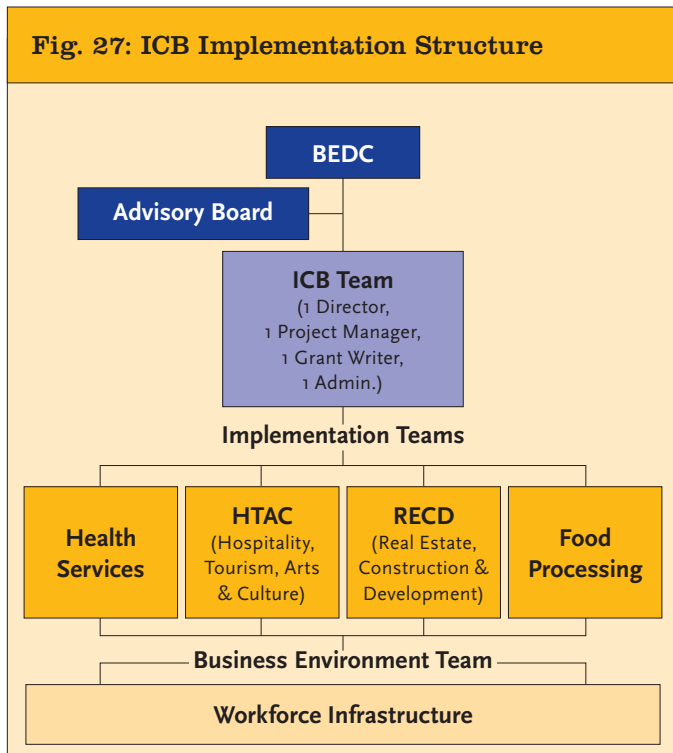 Fig. 27: ICB Implementation Structure
BEDC
Advisory Board
ICB Team
(1 Director,
1 Project Manager,
1 Grant Writer,
1 Admin.)
Implementation Teams
Health
Services
HTAC
(Hospitality,
Tourism, Arts
& Culture)
RECD
(Real Estate,
Construction &
Development)
Food
Processing
Business Environment Team
Workforce Infrastructure